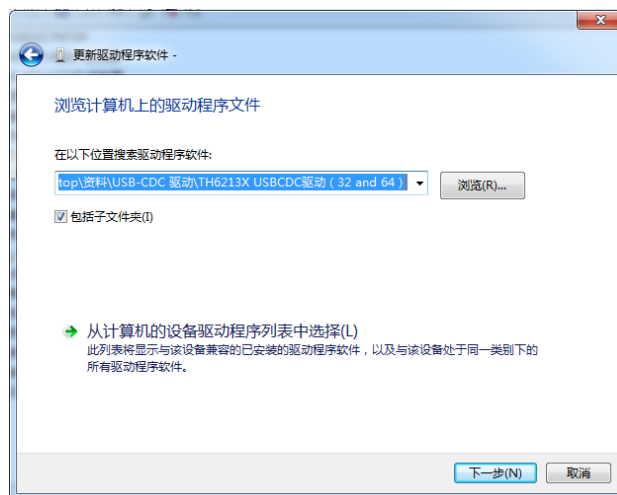 更新驱动程序软件 -
浏览计算机上的驱动程序文件
在以下位置搜索驱动程序软件:
top\资料\USB-CDC 驱动\TH6213X USBCDC驱动（32 and 64）
浏览(R)...
包括子文件夹(I)
从计算机的设备驱动程序列表中选择(L)
此列表将显示与该设备兼容的已安装的驱动程序软件，以及与该设备处于同一类别下的
所有驱动程序软件。
下一步(N)
取消